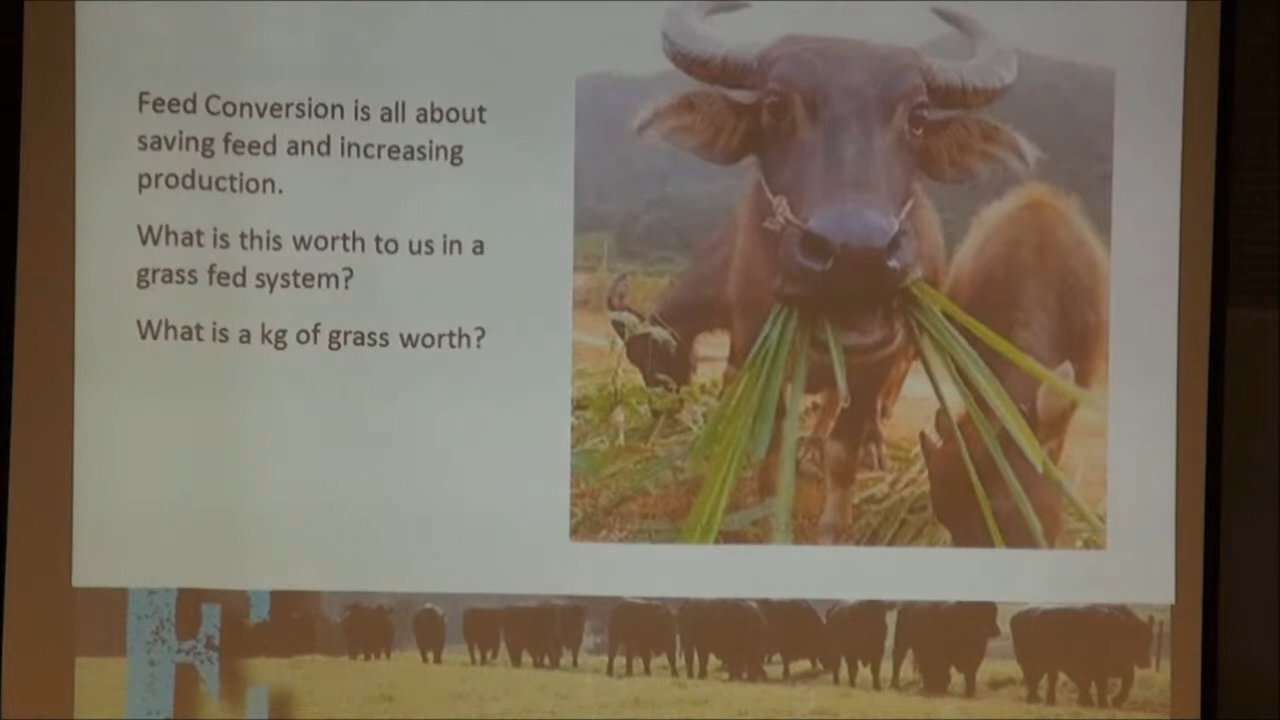 Feed Conversion is all about
saving feed and increasing
production.
What is this worth to us in a
grass fed system?
What is a kg of grass worth?